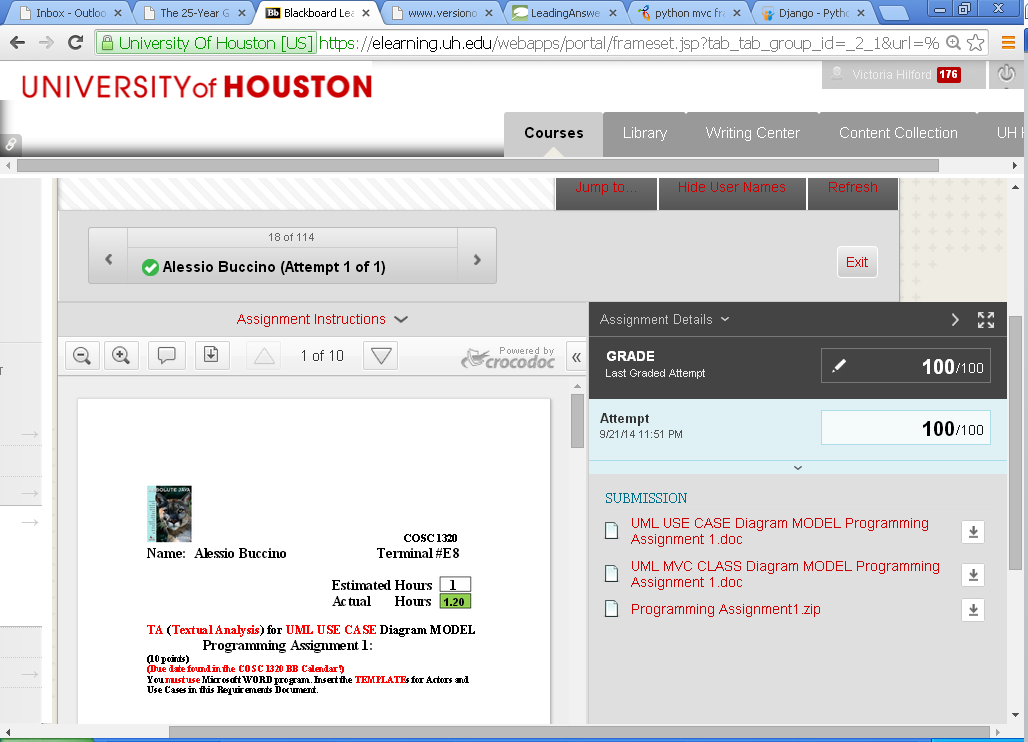 Inbox - Outloo
The 25-Year G
Blackboard Lea
www.versiono
LeadingAnswe
python mvc fra
Django - Pytho
University Of Houston [US] https://elearning.uh.edu/webapps/portal/frameset.jsp?tab_tab_group_id=_2_1&url=%
UNIVERSITY of HOUSTON
Victoria Hilford 176
Courses
Library
Writing Center
Content Collection
UH
Jump to...
Hide User Names
Refresh
18 of 114
Alessio Buccino (Attempt 1 of 1)
Exit
Assignment Instructions
1 of 10
Powered by
crocodoc
Assignment Details
GRADE
Last Graded Attempt
100/100
Attempt
9/21/14 11:51 PM
100/100
SUBMISSION
UML USE CASE Diagram MODEL Programming
Assignment 1.doc
UML MVC CLASS Diagram MODEL Programming
Assignment 1.doc
Programming Assignment1.zip
COSC 1320
Name: Alessio Buccino
Terminal #E8
Estimated Hours 1
Actual Hours 1.20
TA (Textual Analysis) for UML USE CASE Diagram MODEL
Programming Assignment 1:
(10 points)
(Due date found in the COSC 1320 BB Calendar!)
You must use Microsoft WORD program. Insert the TEMPLATEs for Actors and
Use Cases in this Requirements Document.